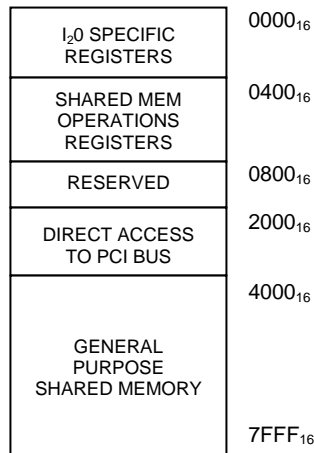 I₂0 SPECIFIC
REGISTERS
0000₁₆
SHARED MEM
OPERATIONS
REGISTERS
0400₁₆
RESERVED
0800₁₆
DIRECT ACCESS
TO PCI BUS
2000₁₆
GENERAL
PURPOSE
SHARED MEMORY
4000₁₆
7FFF₁₆